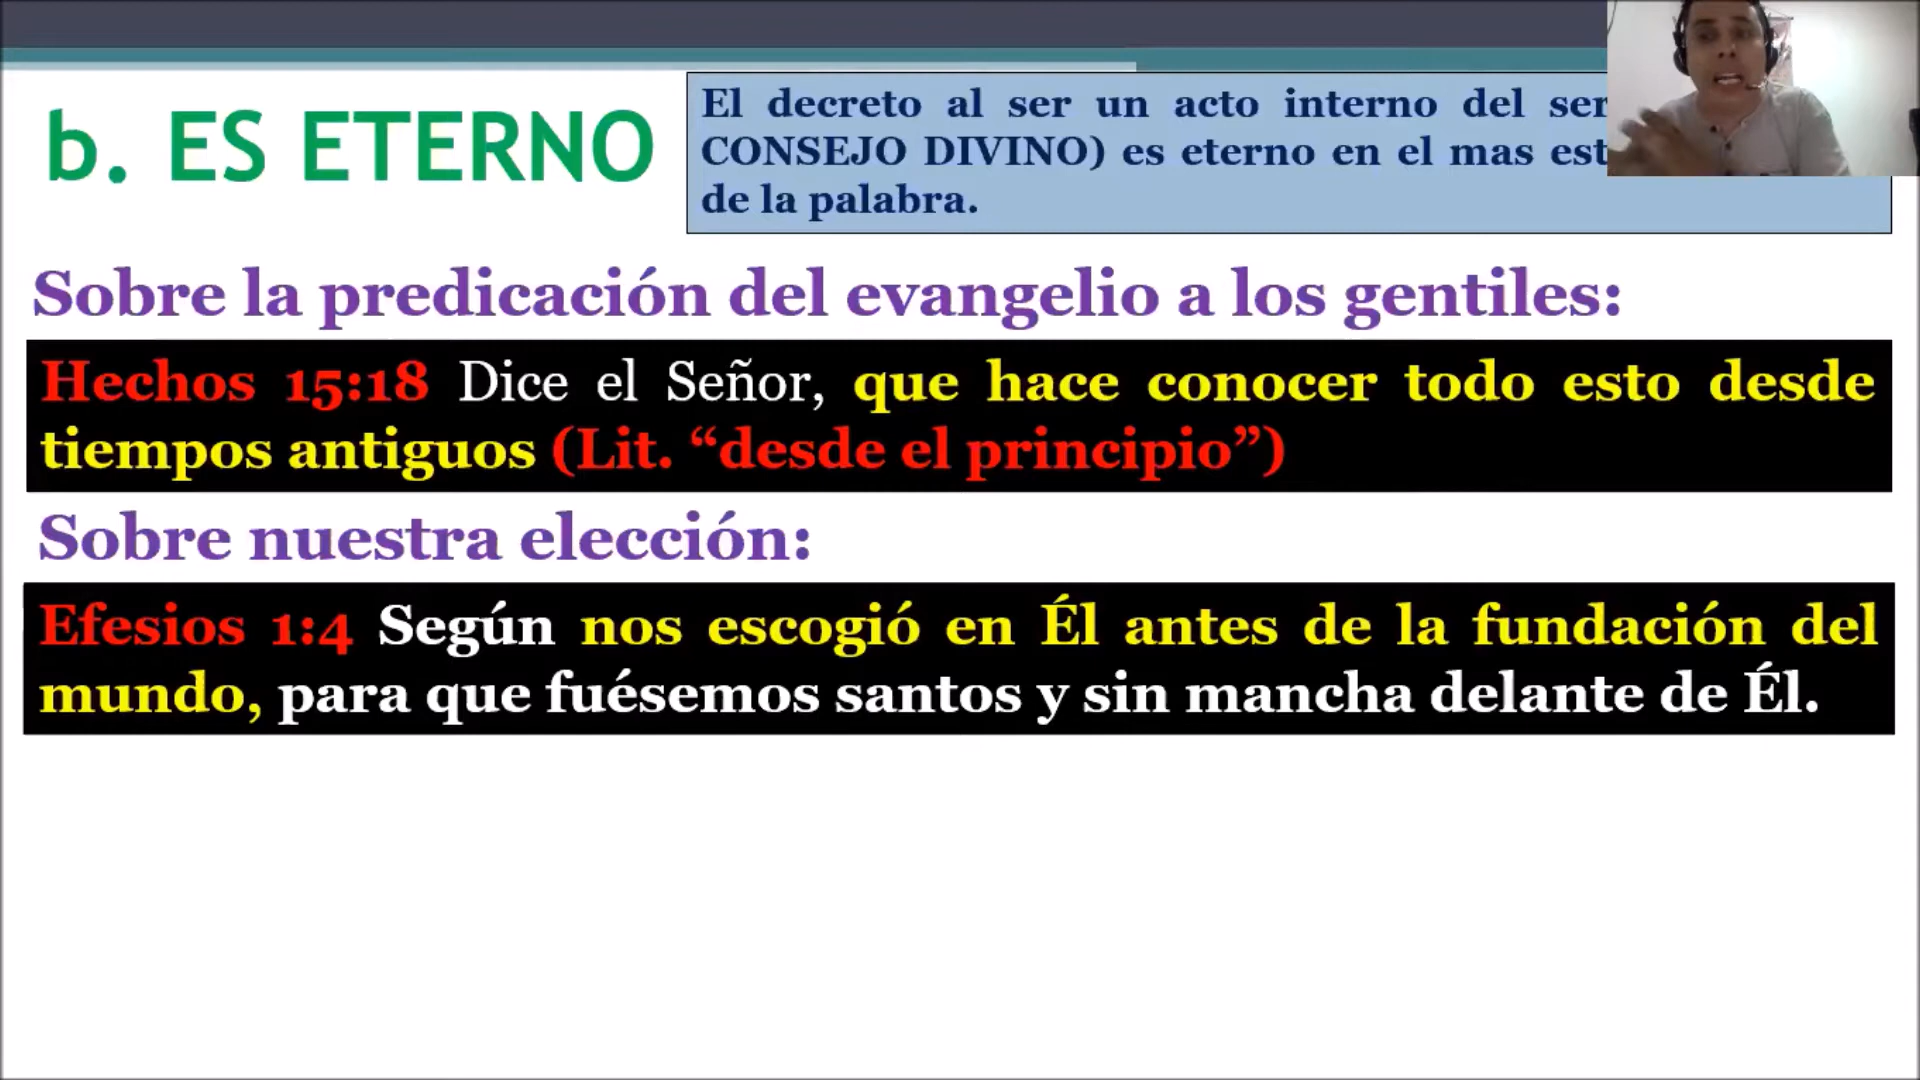 b. ES ETERNO
El decreto al ser un acto interno del ser
CONSEJO DIVINO) es eterno en el mas
de la palabra.
Sobre la predicación del evangelio a los gentiles:
Hechos 15:18 Dice el Señor, que hace conocer todo esto desde
tiempos antiguos (Lit. “desde el principio”)
Sobre nuestra elección:
Efesios 1:4 Según nos escogió en Él antes de la fundación del
mundo, para que fuésemos santos y sin mancha delante de Él.